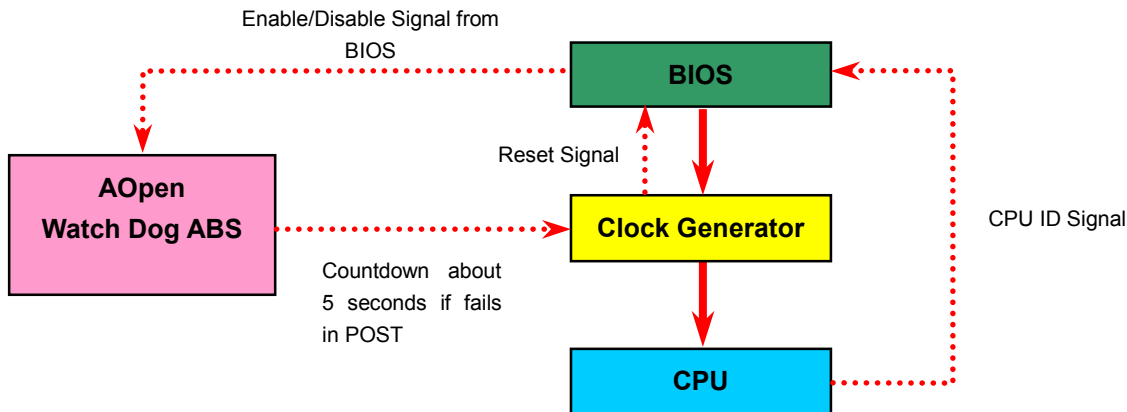 Enable/Disable Signal from
BIOS
BIOS
Reset Signal
AOpen
Watch Dog ABS
Clock Generator
CPU ID Signal
Countdown about
5 seconds if fails
in POST
CPU